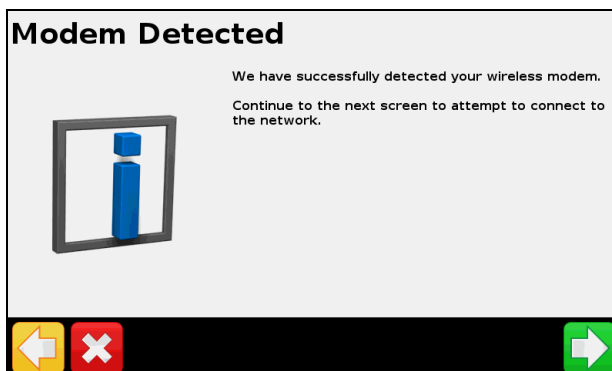 Modem Detected
We have successfully detected your wireless modem.
Continue to the next screen to attempt to connect to
the network.